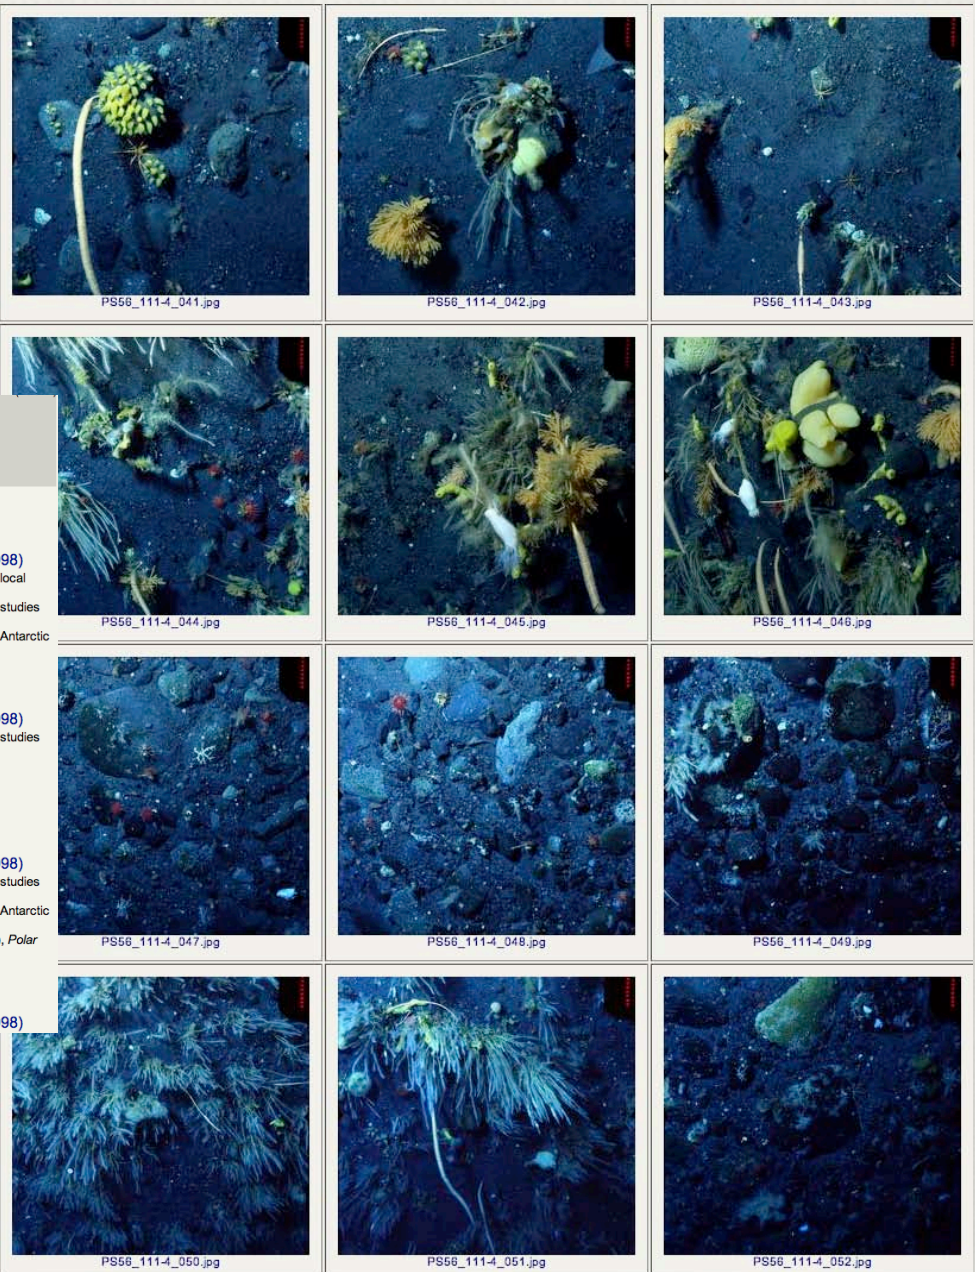 PS56_111-4_041.jpg
PS56_111-4_042.jpg
PS56_111-4_043.jpg
98)
local
studies
Antarctic
PS56_111-4_044.jpg
PS56_111-4_045.jpg
PS56_111-4_046.jpg
98)
studies
98)
studies
Antarctic
, Polar
PS56_111-4_047.jpg
PS56_111-4_048.jpg
PS56_111-4_049.jpg
98)
PS56_111-4_050.jpg
PS56_111-4_051.jpg
PS56_111-4_052.jpg